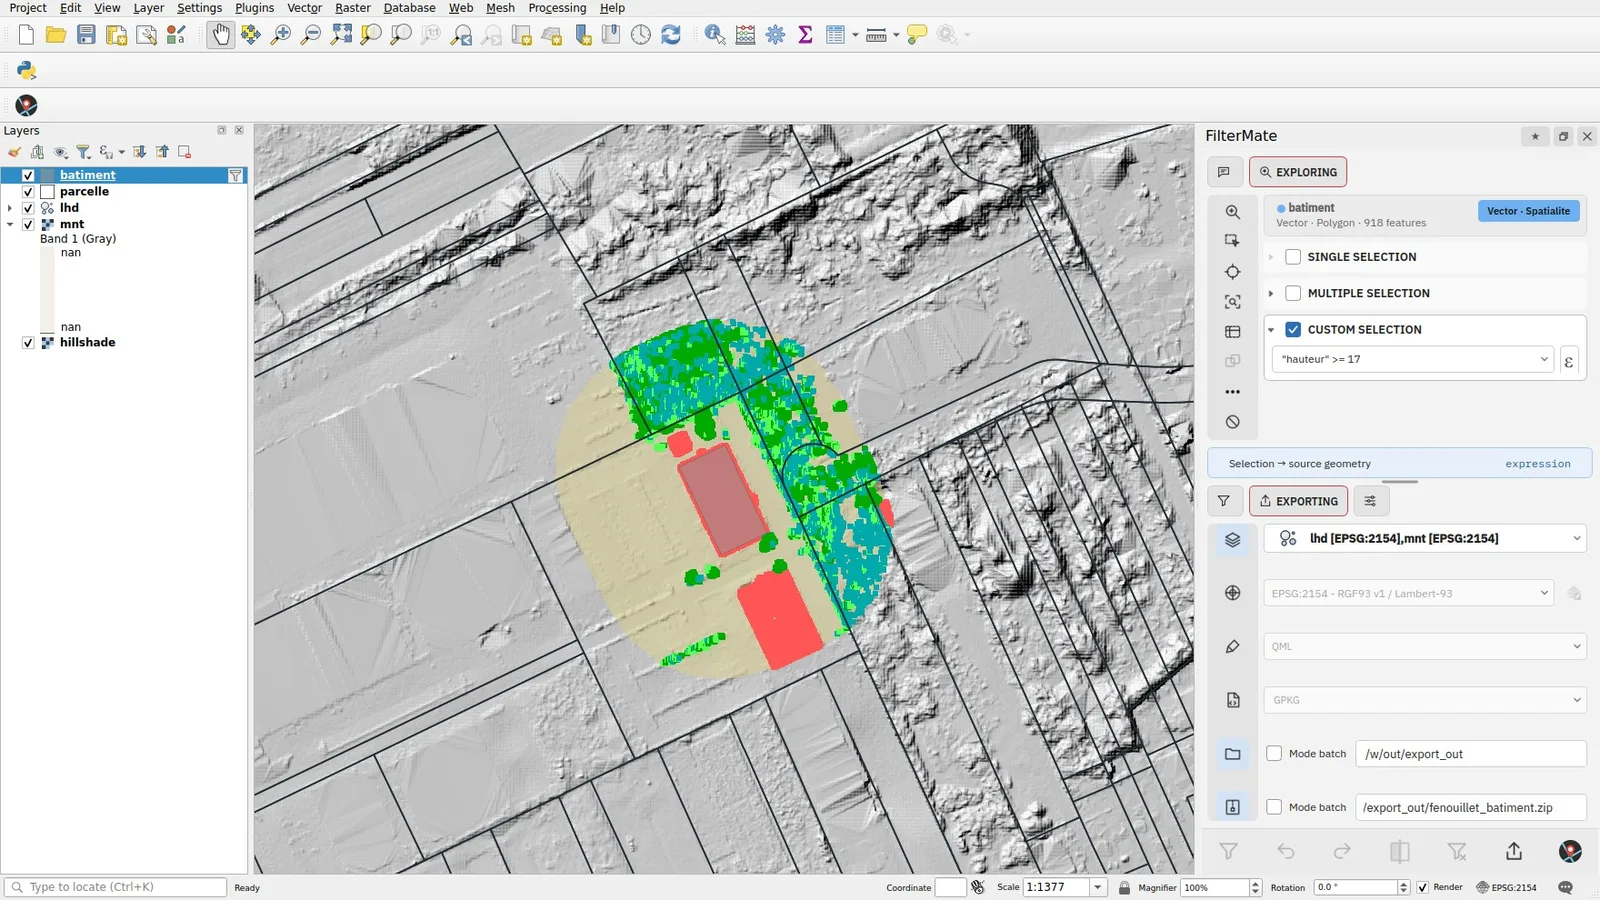 Project Edit View Layer Settings Plugins Vector Raster Database Web Mesh Processing Help
Layers
batiment
parcelle
lhd
mnt
Band 1 (Gray)
nan
nan
hillshade
FilterMate
EXPLORING
batiment
Vector · Polygon · 918 features
Vector · Spatialite
SINGLE SELECTION
MULTIPLE SELECTION
CUSTOM SELECTION
"hauteur" >= 17
ε
Selection → source geometry expression
EXPORTING
lhd [EPSG:2154],mnt [EPSG:2154]
EPSG:2154 - RGF93 v1 / Lambert-93
QML
GPKG
Mode batch /w/out/export_out
Mode batch /export_out/fenouillet_batiment.zip
Type to locate (Ctrl+K) Ready Coordinate Scale 1:1377 Magnifier 100% Rotation 0.0 ° Render EPSG:2154